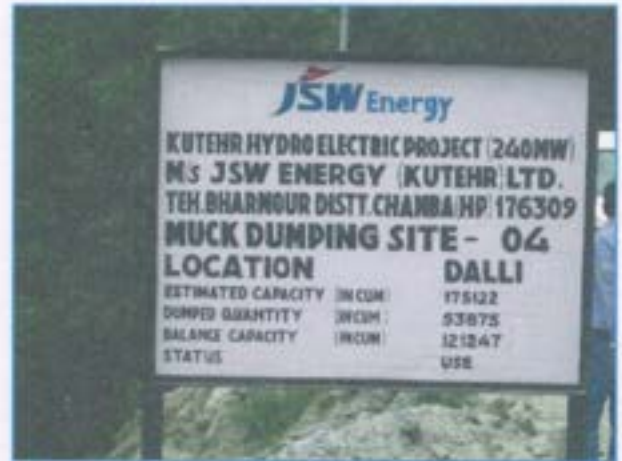 JSW Energy
KUTEHR HYDRO ELECTRIC PROJECT (240MW)
M/s JSW ENERGY (KUTEHR) LTD.
TEH.BHARMOUR DISTT.CHANBA(HP) 176309
MUCK DUMPING SITE - 04
LOCATION DALLI
ESTIMATED CAPACITY (IN CUM) 175122
DUMPED QUANTITY (IN CUM) 53875
BALANCE CAPACITY (IN CUM) 121247
STATUS USE